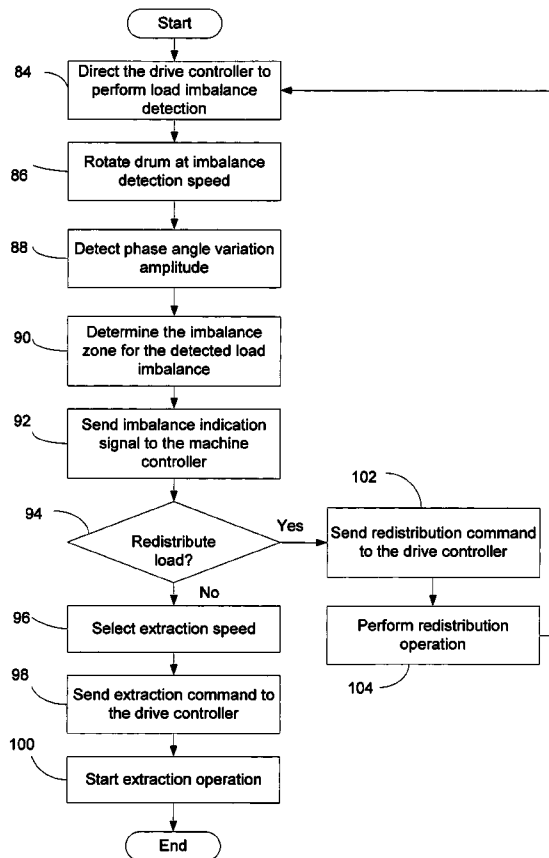 Start
84
Direct the drive controller to
perform load imbalance
detection
86
Rotate drum at imbalance
detection speed
88
Detect phase angle variation
amplitude
90
Determine the imbalance
zone for the detected load
imbalance
92
Send imbalance indication
signal to the machine
controller
94
Redistribute
load?
Yes
No
102
Send redistribution command
to the drive controller
Perform redistribution
operation
104
96
Select extraction speed
98
Send extraction command to
the drive controller
100
Start extraction operation
End